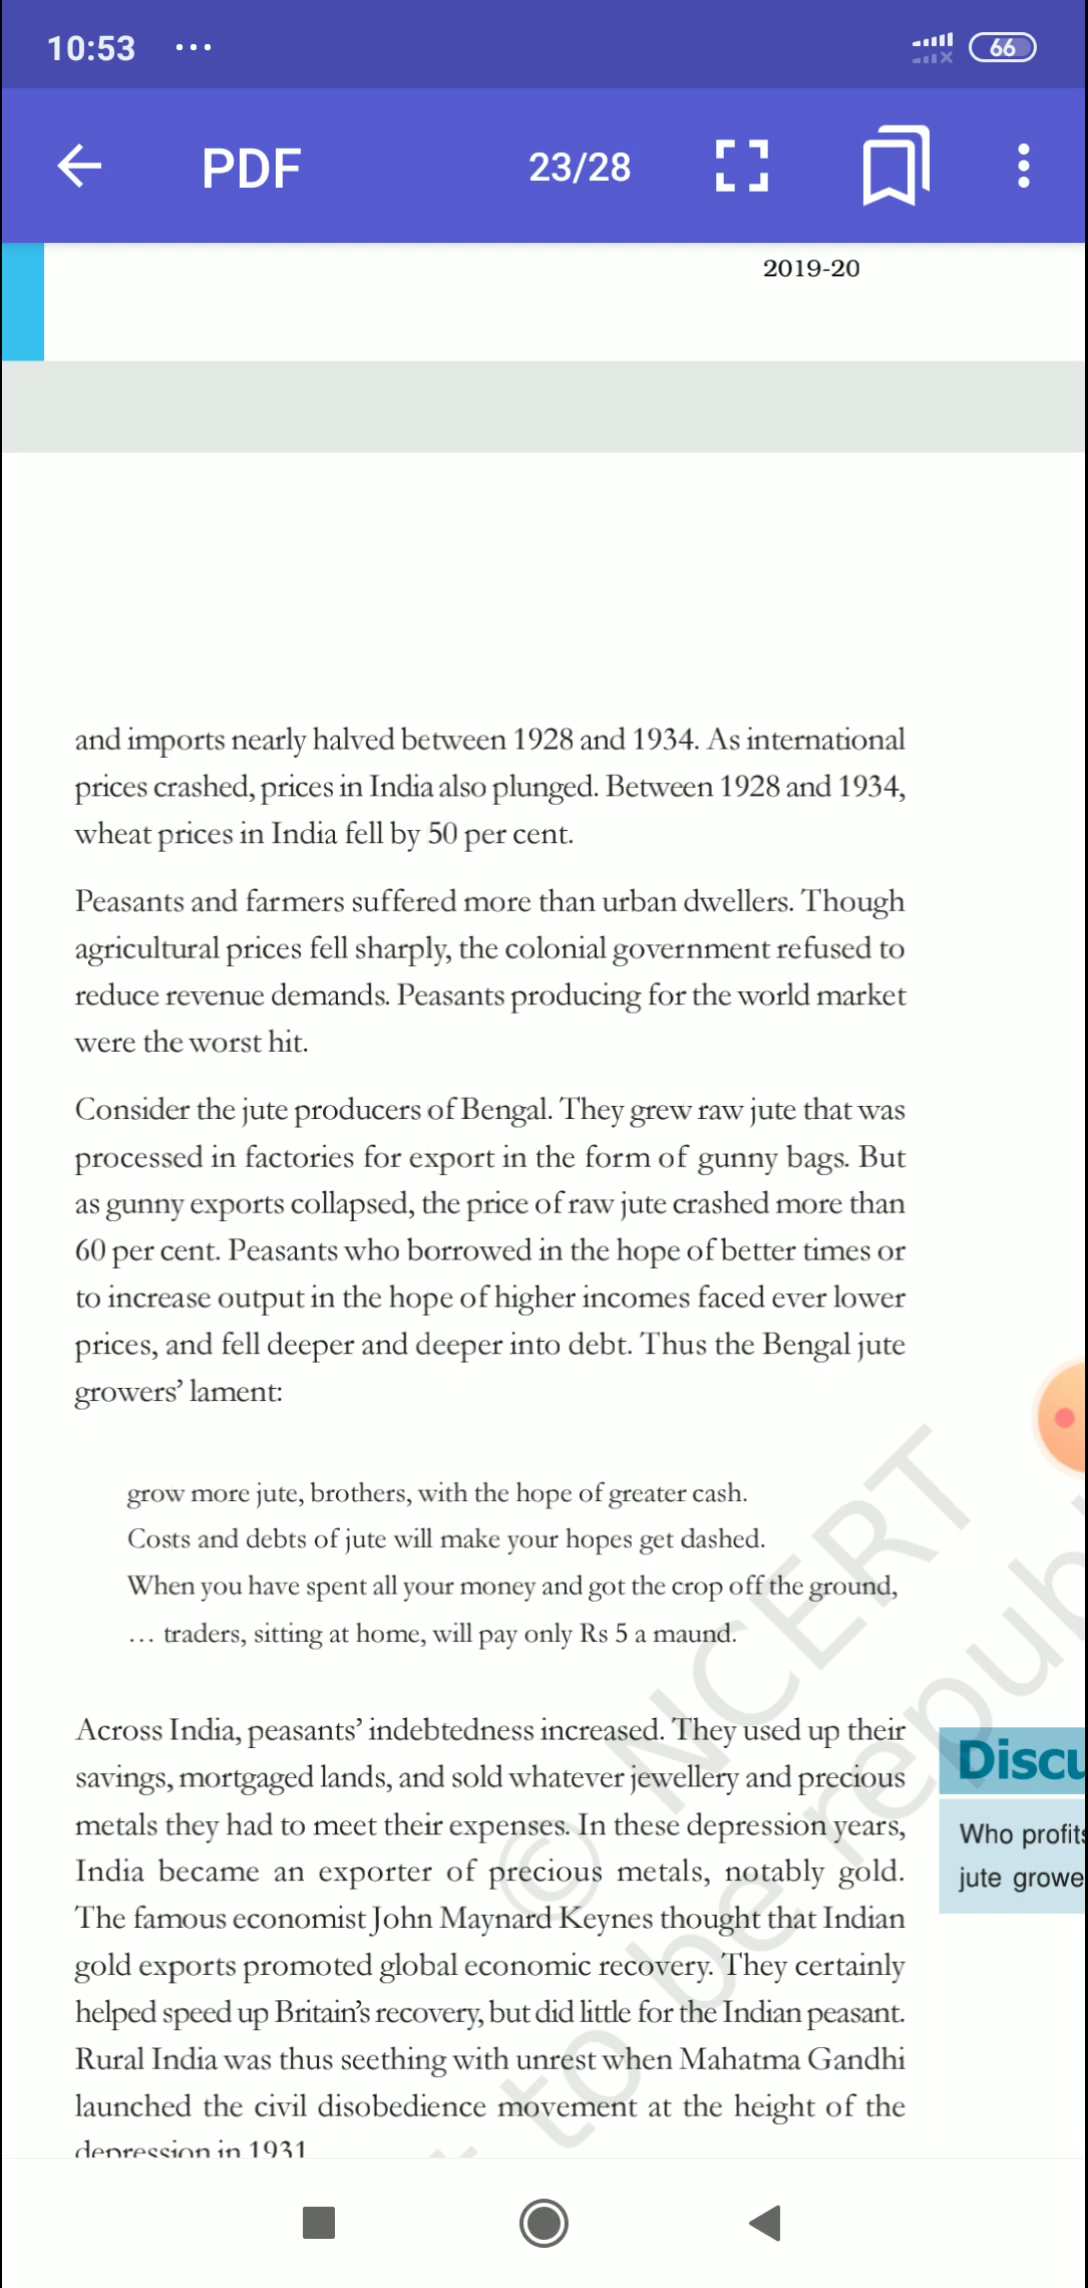 10:53 ...
66
PDF 23/28
2019-20
and imports nearly halved between 1928 and 1934. As international
prices crashed, prices in India also plunged. Between 1928 and 1934,
wheat prices in India fell by 50 per cent.
Peasants and farmers suffered more than urban dwellers. Though
agricultural prices fell sharply, the colonial government refused to
reduce revenue demands. Peasants producing for the world market
were the worst hit.
Consider the jute producers of Bengal. They grew raw jute that was
processed in factories for export in the form of gunny bags. But
as gunny exports collapsed, the price of raw jute crashed more than
60 per cent. Peasants who borrowed in the hope of better times or
to increase output in the hope of higher incomes faced ever lower
prices, and fell deeper and deeper into debt. Thus the Bengal jute
growers’ lament:
grow more jute, brothers, with the hope of greater cash.
Costs and debts of jute will make your hopes get dashed.
When you have spent all your money and got the crop off the ground,
… traders, sitting at home, will pay only Rs 5 a maund.
Across India, peasants’ indebtedness increased. They used up their
savings, mortgaged lands, and sold whatever jewellery and precious
metals they had to meet their expenses. In these depression years,
India became an exporter of precious metals, notably gold.
The famous economist John Maynard Keynes thought that Indian
gold exports promoted global economic recovery. They certainly
helped speed up Britain’s recovery, but did little for the Indian peasant.
Rural India was thus seething with unrest when Mahatma Gandhi
launched the civil disobedience movement at the height of the
depression in 1931
Discu
Who profits
jute growe
© NCERT
to be repub